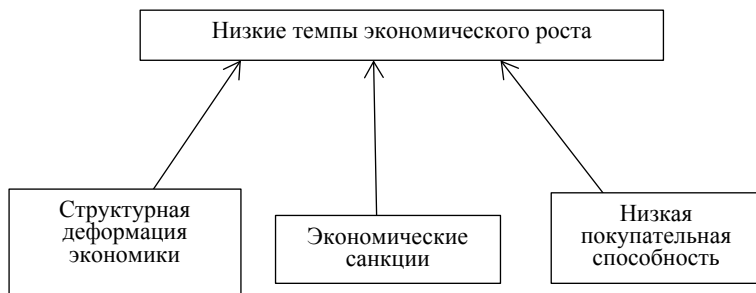 Низкие темпы экономического роста
Структурная
деформация
экономики
Экономические
санкции
Низкая
покупательная
способность